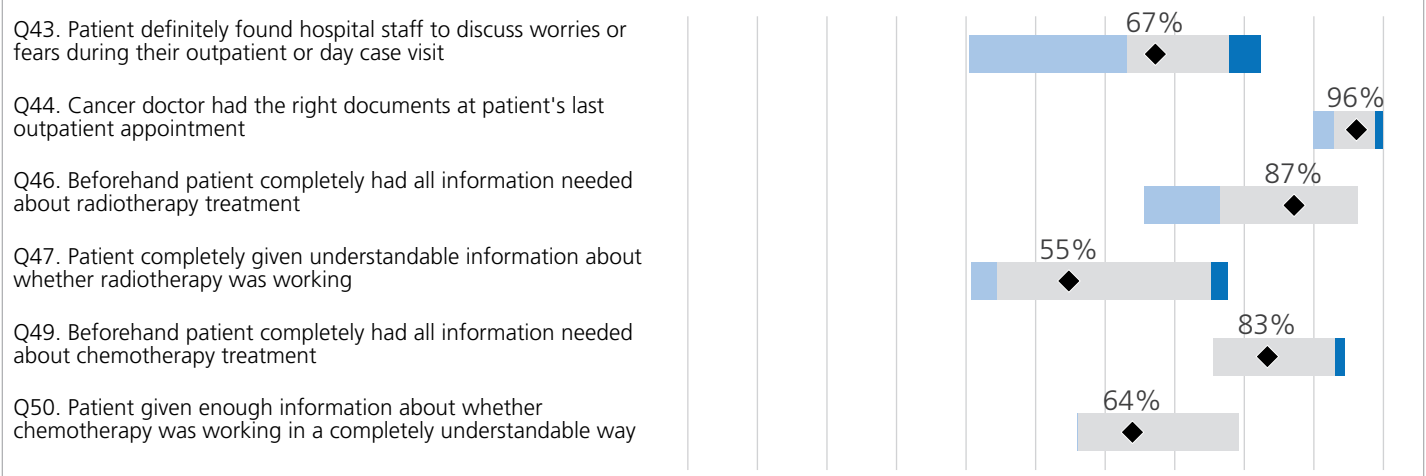 Q43. Patient definitely found hospital staff to discuss worries or
fears during their outpatient or day case visit
67%
Q44. Cancer doctor had the right documents at patient's last
outpatient appointment
96%
Q46. Beforehand patient completely had all information needed
about radiotherapy treatment
87%
Q47. Patient completely given understandable information about
whether radiotherapy was working
55%
Q49. Beforehand patient completely had all information needed
about chemotherapy treatment
83%
Q50. Patient given enough information about whether
chemotherapy was working in a completely understandable way
64%